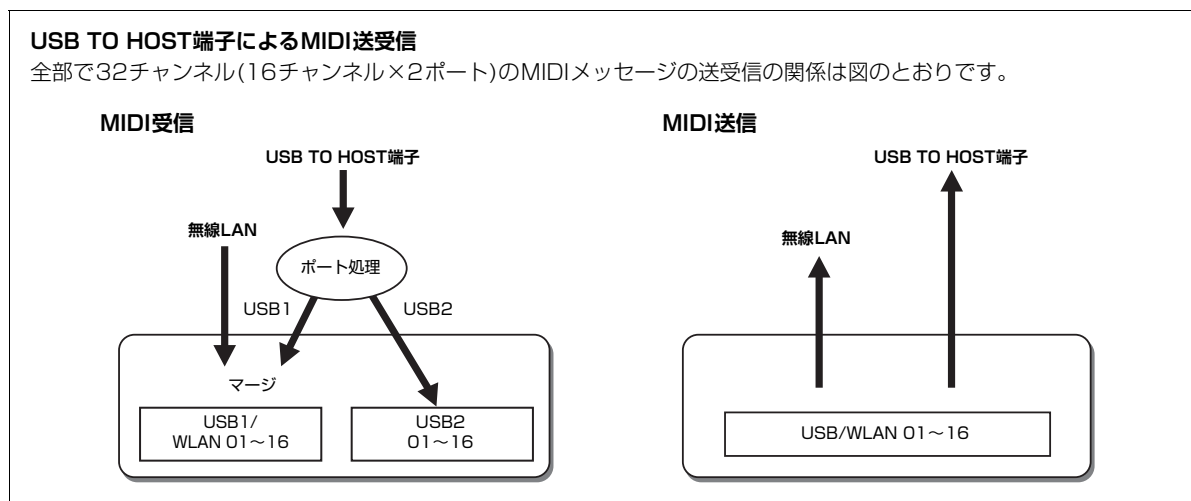 USB TO HOST端子によるMIDI送受信
全部で32チャンネル(16チャンネル×2ポート)のMIDIメッセージの送受信の関係は図のとおりです。
MIDI受信
USB TO HOST端子
無線LAN
ポート処理
USB1
USB2
マージ
USB1/
WLAN 01～16
USB2
01～16
MIDI送信
USB TO HOST端子
無線LAN
USB/WLAN 01～16